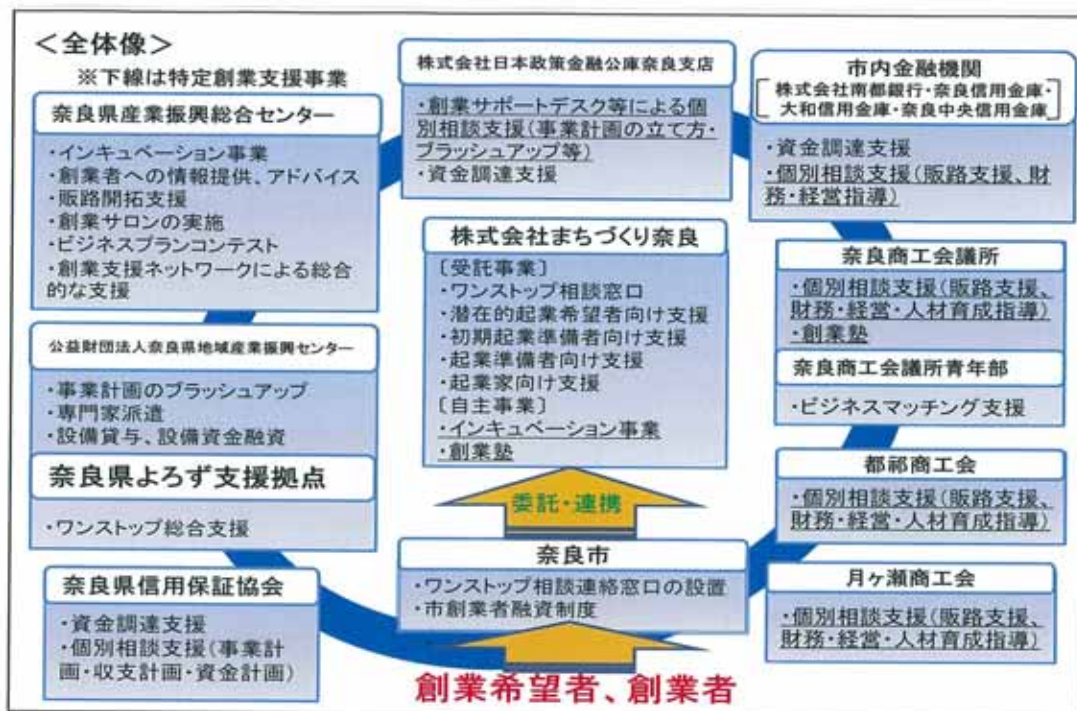 ＜全体像＞
※下線は特定創業支援事業
奈良県産業振興総合センター
・インキュベーション事業
・創業者への情報提供、アドバイス
・販路開拓支援
・創業サロンの実施
・ビジネスプランコンテスト
・創業支援ネットワークによる総合
的な支援
公益財団法人奈良県地域産業振興センター
・事業計画のブラッシュアップ
・専門家派遣
・設備貸与、設備資金融資
奈良県よろず支援拠点
・ワンストップ総合支援
奈良県信用保証協会
・資金調達支援
・個別相談支援(事業計
画・収支計画・資金計画)
株式会社日本政策金融公庫奈良支店
・創業サポートデスク等による個
別相談支援(事業計画の立て方・
ブラッシュアップ等)
・資金調達支援
株式会社まちづくり奈良
〔受託事業〕
・ワンストップ相談窓口
・潜在的起業希望者向け支援
・初期起業準備者向け支援
・起業準備者向け支援
・起業家向け支援
〔自主事業〕
・インキュベーション事業
・創業塾
委託・連携
奈良市
・ワンストップ相談連絡窓口の設置
・市創業者融資制度
創業希望者、創業者
市内金融機関
株式会社南都銀行・奈良信用金庫・
大和信用金庫・奈良中央信用金庫
・資金調達支援
・個別相談支援(販路支援、財
務・経営指導)
奈良商工会議所
・個別相談支援(販路支援、
財務・経営・人材育成指導)
・創業塾
奈良商工会議所青年部
・ビジネスマッチング支援
都祁商工会
・個別相談支援(販路支援、
財務・経営・人材育成指導)
月ヶ瀬商工会
・個別相談支援(販路支援、
財務・経営・人材育成指導)